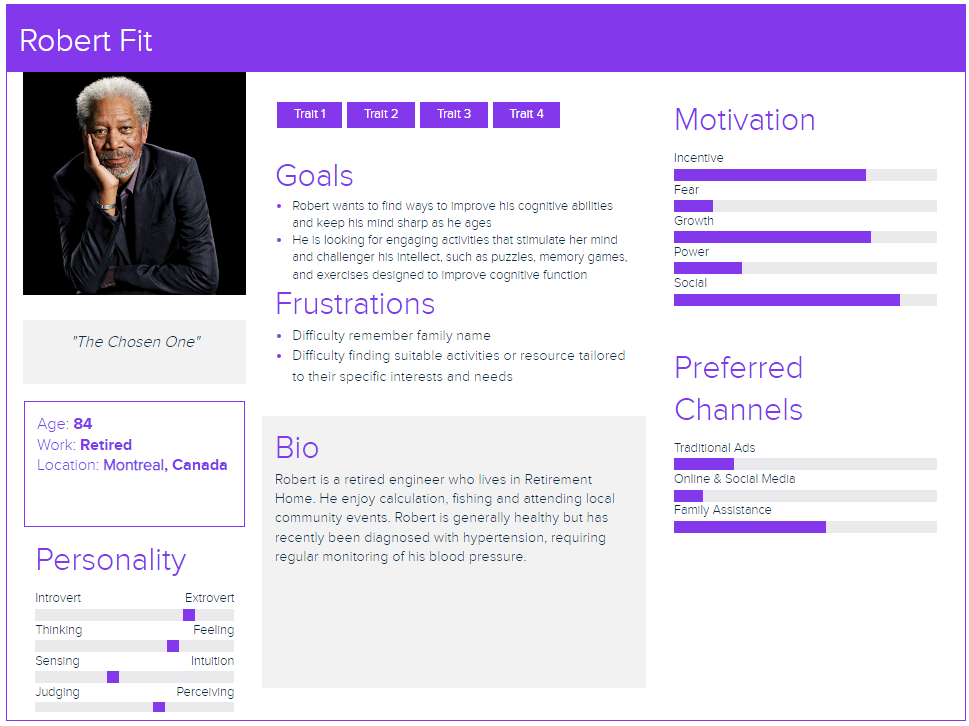 Robert Fit
Trait 1
Trait 2
Trait 3
Trait 4
Goals
Robert wants to find ways to improve his cognitive abilities
and keep his mind sharp as he ages
He is looking for engaging activities that stimulate her mind
and challenger his intellect, such as puzzles, memory games,
and exercises designed to improve cognitive function
Frustrations
Difficulty remember family name
Difficulty finding suitable activities or resource tailored
to their specific interests and needs
"The Chosen One"
Age: 84
Work: Retired
Location: Montreal, Canada
Personality
Introvert Extrovert
Thinking Feeling
Sensing Intuition
Judging Perceiving
Bio
Robert is a retired engineer who lives in Retirement
Home. He enjoy calculation, fishing and attending local
community events. Robert is generally healthy but has
recently been diagnosed with hypertension, requiring
regular monitoring of his blood pressure.
Motivation
Incentive
Fear
Growth
Power
Social
Preferred
Channels
Traditional Ads
Online & Social Media
Family Assistance